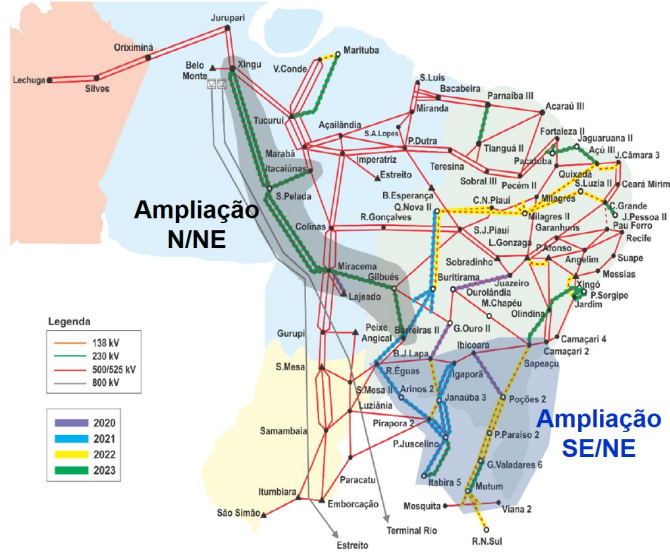 Jurupari
Oriximiná
Lechuga
Silves
Belo
Monte
Xingu
V.Conde
Marituba
Tucuruí
S.Luís
Bacabeira
Parnaíba III
Miranda
Acaraú III
Açailândia
S.A.Lopes
Fortaleza II
Jaguaruana II
Açú III
Marabá
Imperatriz
P.Dutra
Tianguá II
Pacatuba
J.Câmara 3
Itacaiúnas
Estreito
Teresina
Sobral III
Pecém II
Quixadá
S.Luzia II
Ceará Mirim
S.Pelada
B.Esperança
C.N.Piauí
Milagres
C.Grande
Ampliação
N/NE
Q.Nova II
Milagres II
J.Pessoa II
Colinas
R.Gonçalves
S.J.Piauí
Garanhuns
Pau Ferro
L.Gonzaga
P.Afonso
Recife
Miracema
Sobradinho
Angelim
Suape
Gilbués
Buritirama
Juazeiro
Messias
Lajeado
Ourolândia
Xingó
M.Chapéu
P.Sergipe
Olindina
Jardim
Legenda
138 kV
230 kV
500/525 kV
800 kV
Gurupi
Peixe
Angical
Barreiras II
G.Ouro II
Camaçari 4
Ibicoara
Camaçari 2
B.J.Lapa
Sapeaçú
S.Mesa
R.Éguas
Igaporã
S.Mesa II
Arinos 2
Janaúba 3
Poções 2
2020
2021
2022
2023
Luziânia
Pirapora 2
Ampliação
SE/NE
Samambaia
P.Juscelino
P.Paraíso 2
Paracatu
G.Valadares 6
Itabira 5
Mutum
Itumbiara
Emborcação
Mosquita
Viana 2
São Simão
Terminal Rio
Estreito
R.N.Sul